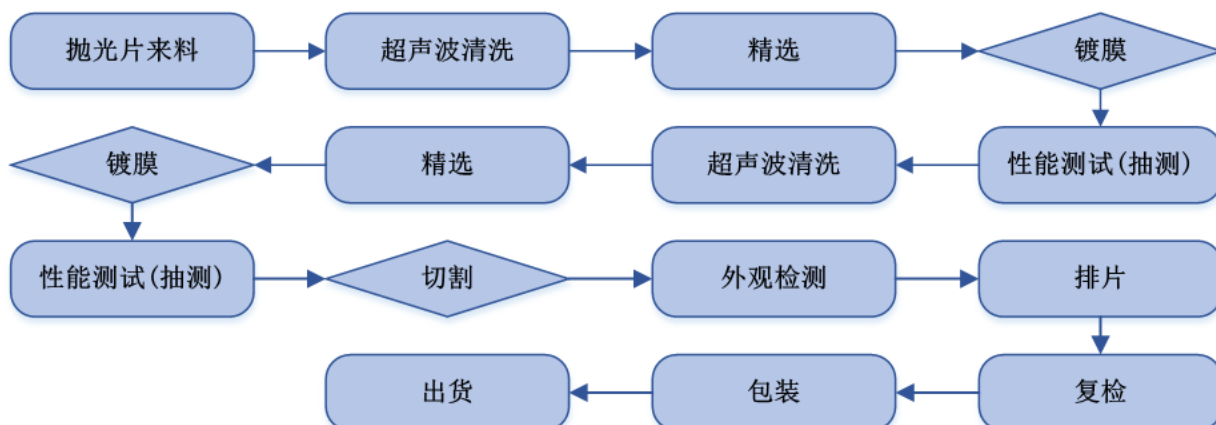 抛光片来料
超声波清洗
精选
镀膜
性能测试(抽测)
超声波清洗
精选
镀膜
性能测试(抽测)
切割
外观检测
排片
复检
包装
出货